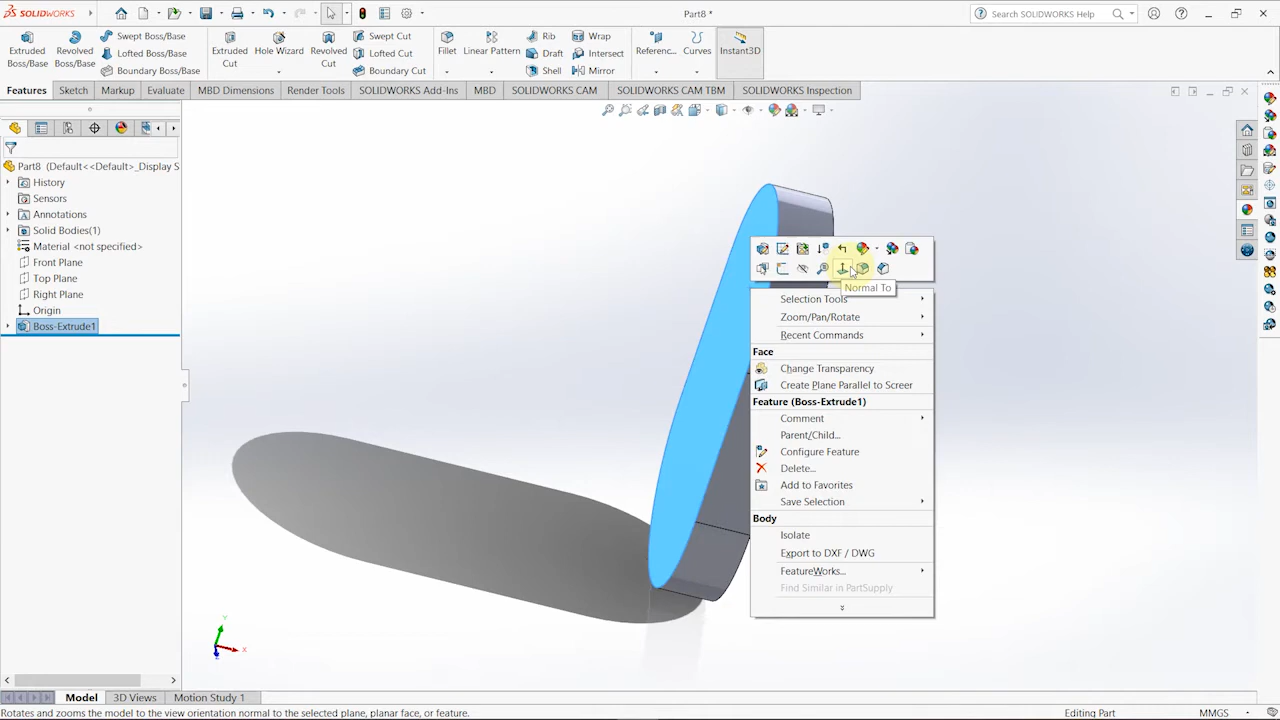 SOLIDWORKS
Part8 *
Search SOLIDWORKS
Extruded Boss/Base
Revolved Boss/Base
Swept Boss/Base
Lofted Boss/Base
Boundary Boss/Base
Extruded Cut
Hole Wizard
Revolved Cut
Swept Cut
Lofted Cut
Boundary Cut
Fillet
Linear Pattern
Rib
Draft
Shell
Wrap
Intersect
Mirror
Referenc...
Curves
Instant3D
Features
Sketch
Markup
Evaluate
MBD Dimensions
Render Tools
SOLIDWORKS Add-Ins
MBD
SOLIDWORKS CAM
SOLIDWORKS CAM TBM
SOLIDWORKS Inspection
Part8 (Default<<Default>_Display S
History
Sensors
Annotations
Solid Bodies(1)
Material <not specified>
Front Plane
Top Plane
Right Plane
Origin
Boss-Extrude1
Normal To
Selection Tools
Zoom/Pan/Rotate
Recent Commands
Face
Change Transparency
Create Plane Parallel to Screen
Feature (Boss-Extrude1)
Comment
Parent/Child...
Configure Feature
Delete...
Add to Favorites
Save Selection
Body
Isolate
Export to DXF / DWG
FeatureWorks...
Find Similar in PartSupply
Y
X
Z
Model
3D Views
Motion Study 1
Rotates and zooms the model to the view orientation normal to the selected plane, planar face, or feature.
Editing Part
MMGS